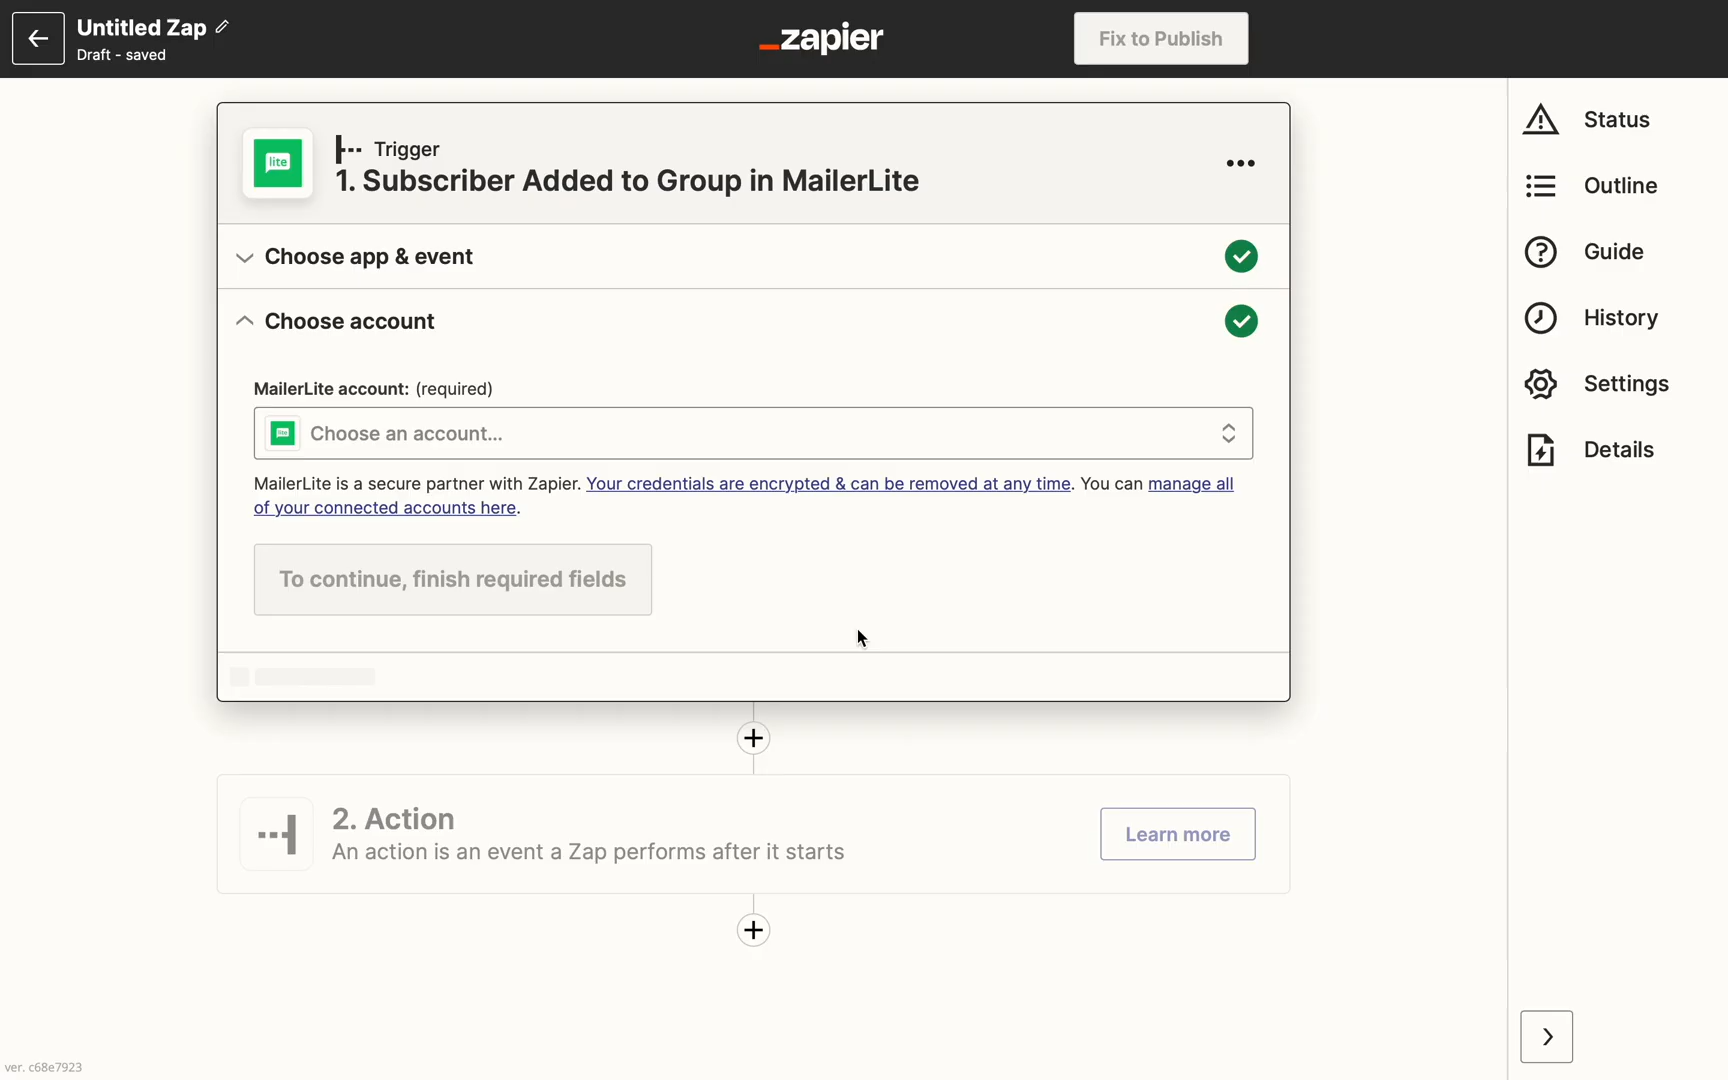 Untitled Zap
Draft - saved
zapier
Fix to Publish
lite
Trigger
1. Subscriber Added to Group in MailerLite
Choose app & event
Choose account
MailerLite account: (required)
lite
Choose an account...
MailerLite is a secure partner with Zapier. Your credentials are encrypted & can be removed at any time. You can manage all
of your connected accounts here.
To continue, finish required fields
2. Action
An action is an event a Zap performs after it starts
Learn more
Status
Outline
Guide
History
Settings
Details
ver. c68e7923